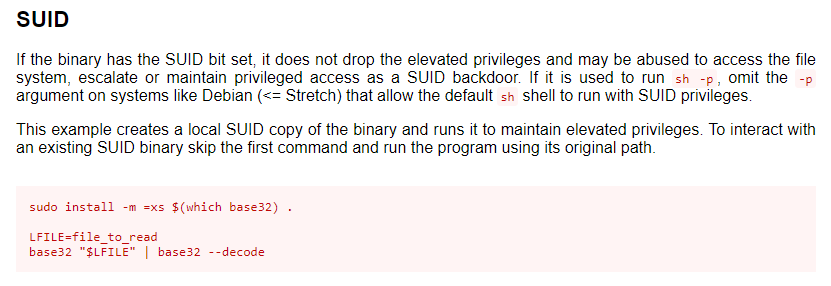 SUID
If the binary has the SUID bit set, it does not drop the elevated privileges and may be abused to access the file
system, escalate or maintain privileged access as a SUID backdoor. If it is used to run sh -p, omit the -p
argument on systems like Debian (<= Stretch) that allow the default sh shell to run with SUID privileges.
This example creates a local SUID copy of the binary and runs it to maintain elevated privileges. To interact with
an existing SUID binary skip the first command and run the program using its original path.
sudo install -m =xs $(which base32) .
LFILE=file_to_read
base32 "$LFILE" | base32 --decode